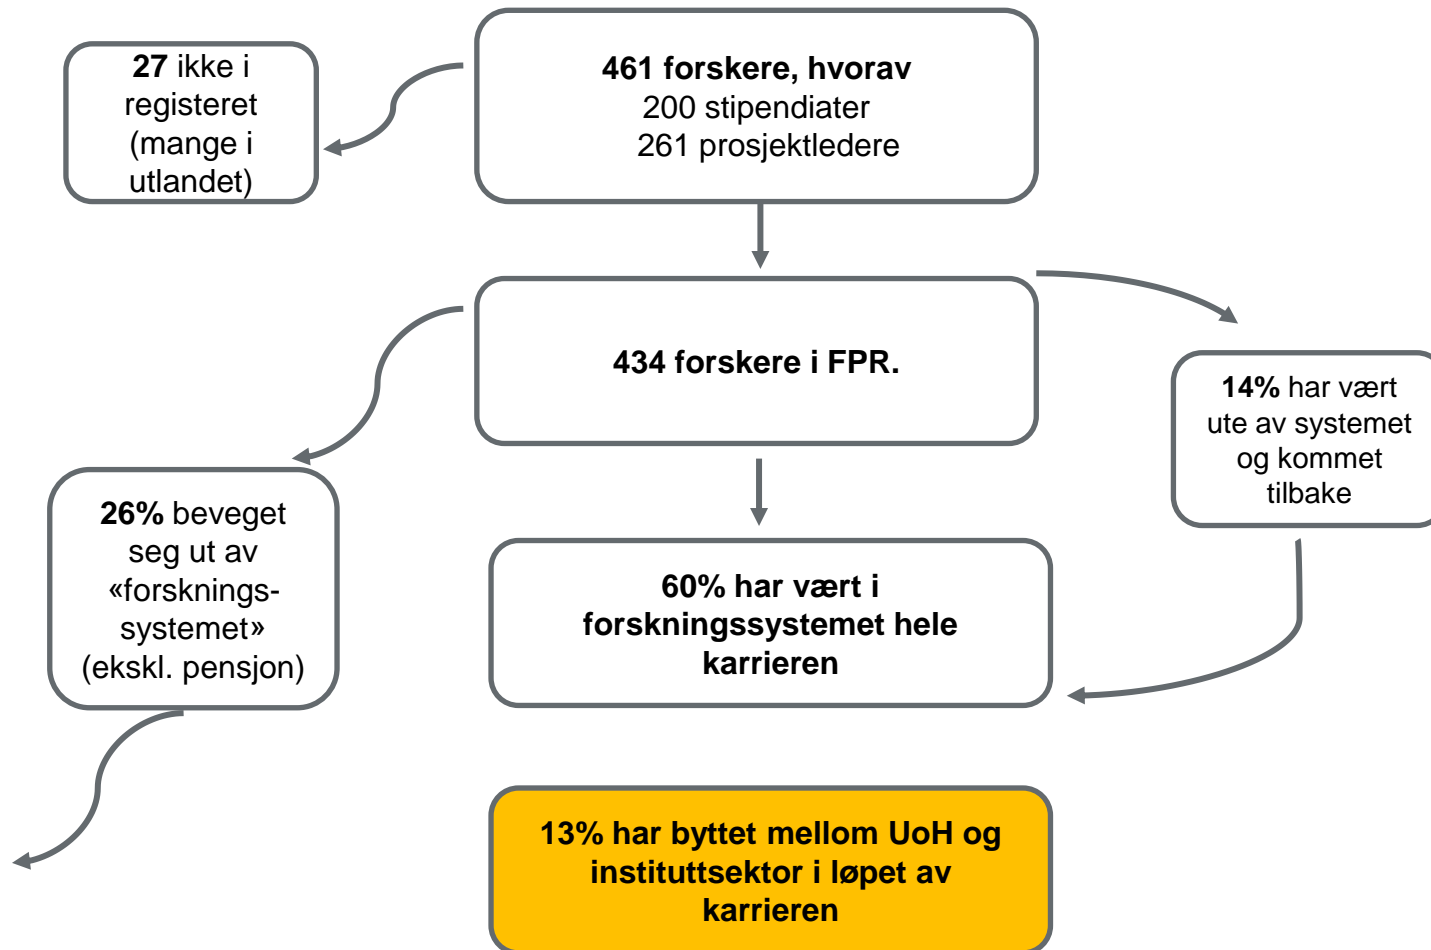 27 ikke i
registeret
(mange i
utlandet)
461 forskere, hvorav
200 stipendiater
261 prosjektledere
434 forskere i FPR.
14% har vært
ute av systemet
og kommet
tilbake
26% beveget
seg ut av
«forsknings-
systemet»
(ekskl. pensjon)
60% har vært i
forskningssystemet hele
karrieren
13% har byttet mellom UoH og
instituttsektor i løpet av
karrieren